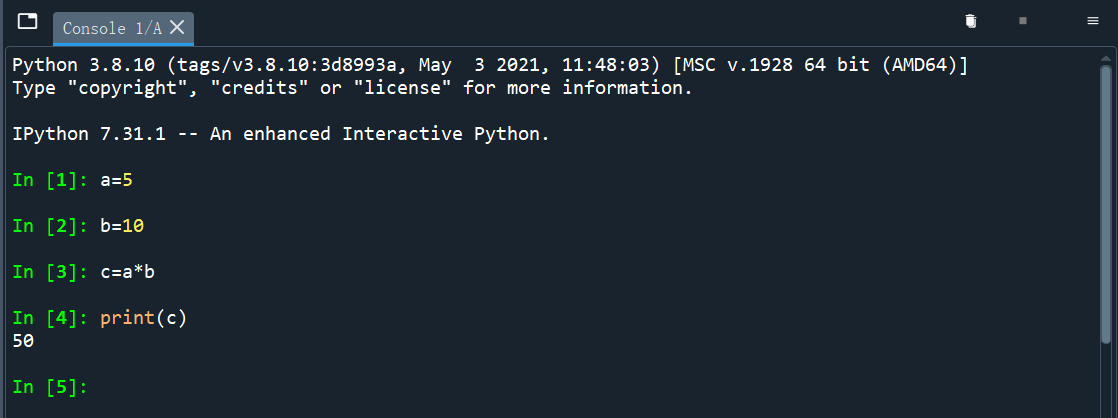 Console 1/A
Python 3.8.10 (tags/v3.8.10:3d8993a, May  3 2021, 11:48:03) [MSC v.1928 64 bit (AMD64)]
Type "copyright", "credits" or "license" for more information.
IPython 7.31.1 -- An enhanced Interactive Python.
In [1]: a=5
In [2]: b=10
In [3]: c=a*b
In [4]: print(c)
50
In [5]: